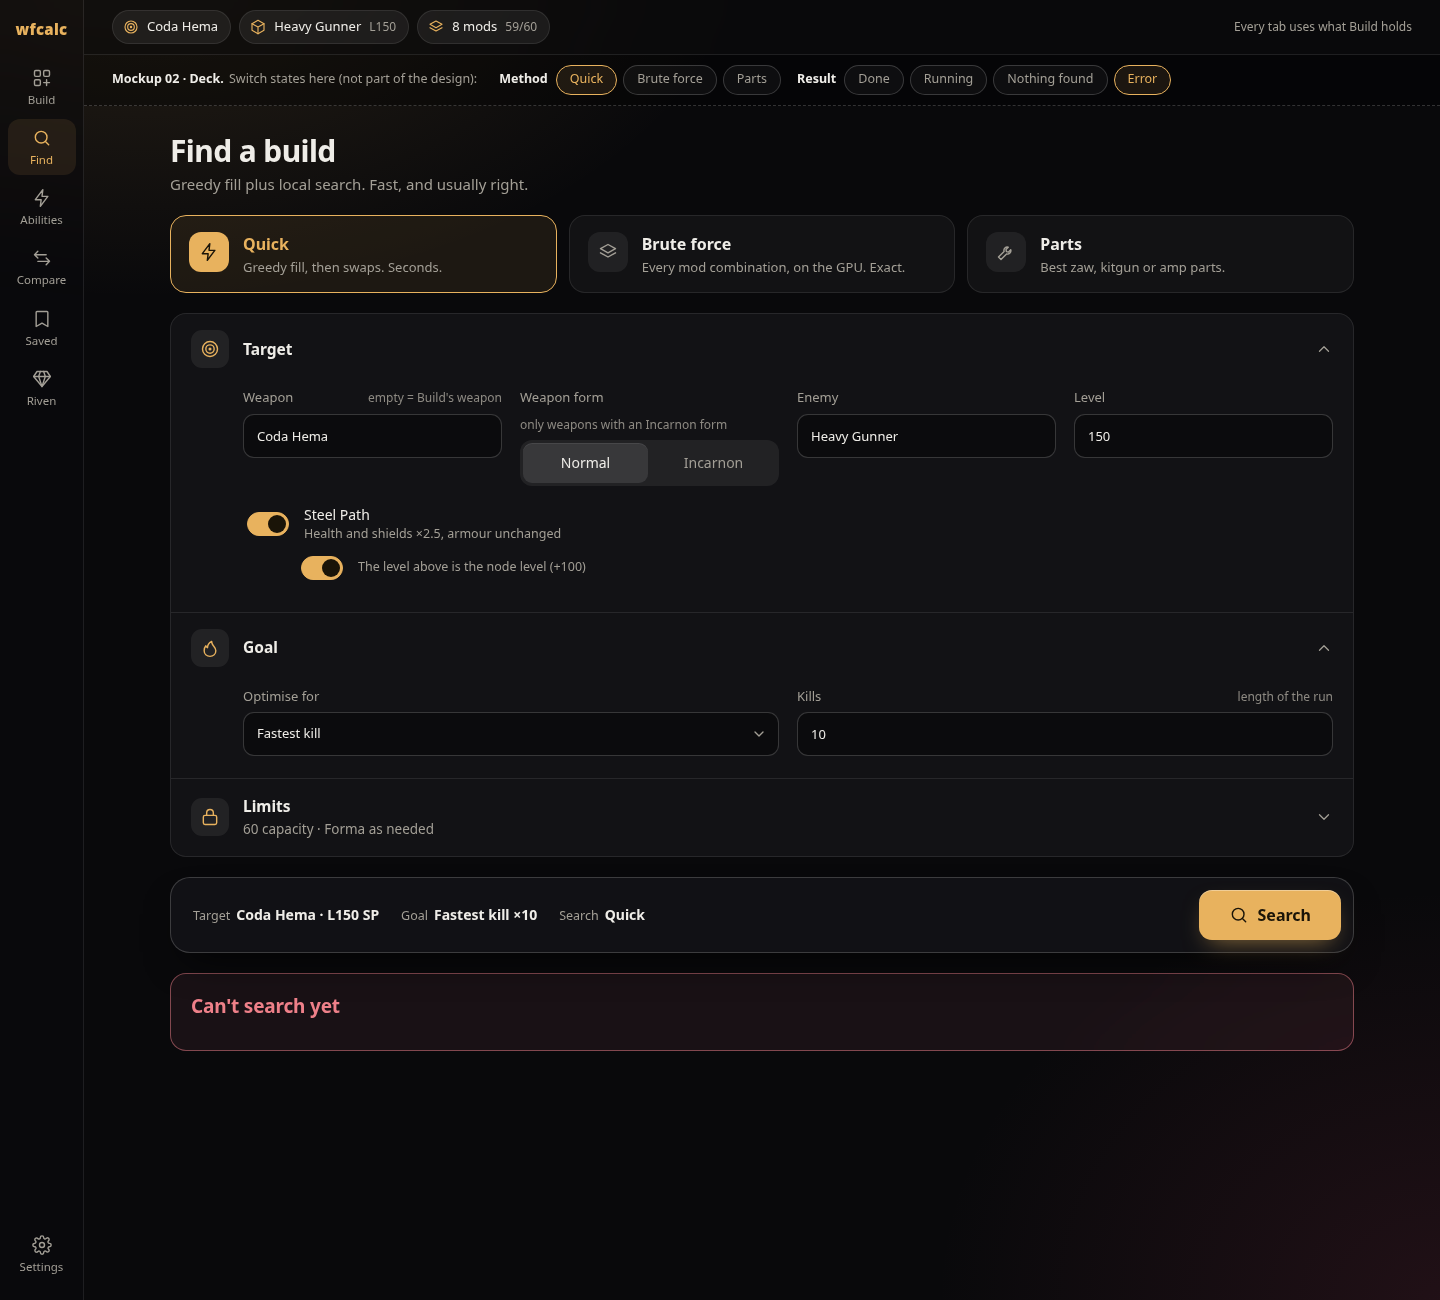 wfcalc
Coda Hema
Heavy Gunner L150
8 mods 59/60
Every tab uses what Build holds
Mockup 02 · Deck. Switch states here (not part of the design): Method Quick Brute force Parts Result Done Running Nothing found Error
Build
Find
Abilities
Compare
Saved
Riven
Settings
Find a build
Greedy fill plus local search. Fast, and usually right.
Quick
Greedy fill, then swaps. Seconds.
Brute force
Every mod combination, on the GPU. Exact.
Parts
Best zaw, kitgun or amp parts.
Target
Weapon empty = Build's weapon
Coda Hema
Weapon form
only weapons with an Incarnon form
Normal Incarnon
Enemy
Heavy Gunner
Level
150
Steel Path
Health and shields ×2.5, armour unchanged
The level above is the node level (+100)
Goal
Optimise for
Fastest kill
Kills length of the run
10
Limits
60 capacity · Forma as needed
Target Coda Hema · L150 SP Goal Fastest kill ×10 Search Quick
Search
Can't search yet